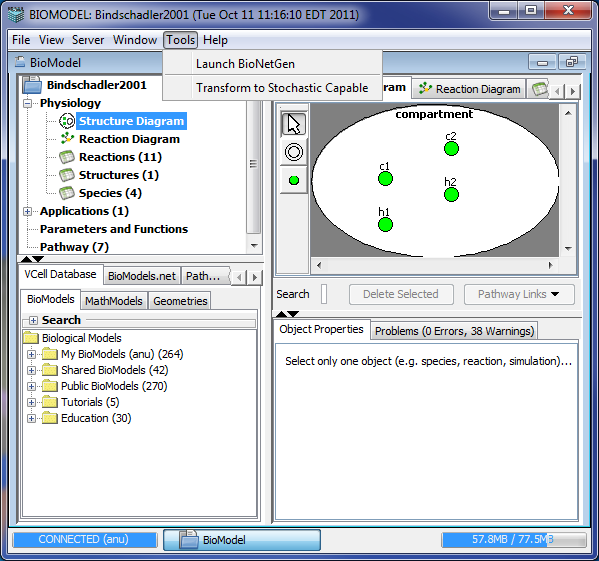 BIOMODEL: Bindschadler2001 (Tue Oct 11 11:16:10 EDT 2011)
File View Server Window Tools Help
BioModel
Launch BioNetGen
Transform to Stochastic Capable
Bindschadler2001
Physiology
Structure Diagram
Reaction Diagram
Reactions (11)
Structures (1)
Species (4)
Applications (1)
Parameters and Functions
Pathway (7)
VCell Database BioModels.net Path...
BioModels MathModels Geometries
Search
Biological Models
My BioModels (anu) (264)
Shared BioModels (42)
Public BioModels (270)
Tutorials (5)
Education (30)
Reaction Diagram
compartment
c2
c1
h2
h1
Search Delete Selected Pathway Links
Object Properties Problems (0 Errors, 38 Warnings)
Select only one object (e.g. species, reaction, simulation)...
CONNECTED (anu) BioModel 57.8MB / 77.5MB